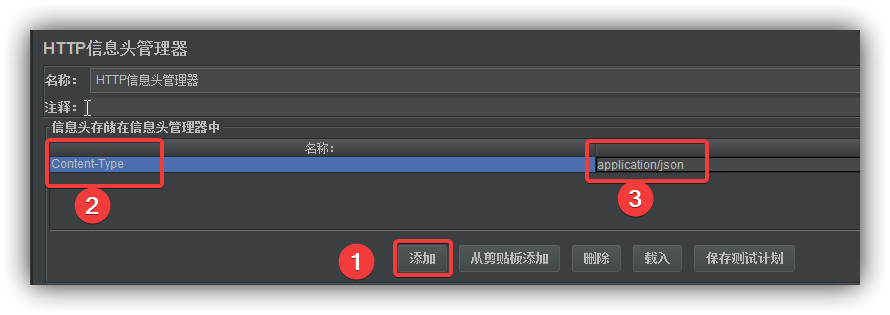 HTTP信息头管理器
名称： HTTP信息头管理器
注释：
信息头存储在信息头管理器中
名称：
Content-Type application/json
2 3
1 添加 从剪贴板添加 删除 载入 保存测试计划